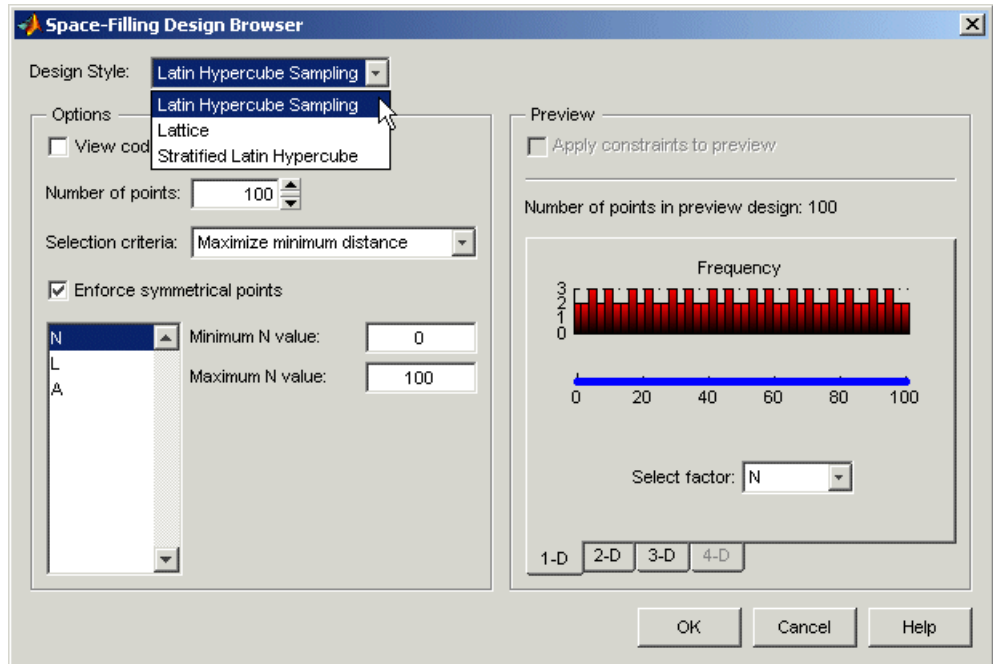 Space-Filling Design Browser
Design Style: Latin Hypercube Sampling
Latin Hypercube Sampling
Lattice
Stratified Latin Hypercube
Options
View cod
Number of points: 100
Selection criteria: Maximize minimum distance
Enforce symmetrical points
N
L
A
Minimum N value: 0
Maximum N value: 100
Preview
Apply constraints to preview
Number of points in preview design: 100
Frequency
3
2
1
0
0 20 40 60 80 100
Select factor: N
1-D 2-D 3-D 4-D
OK Cancel Help